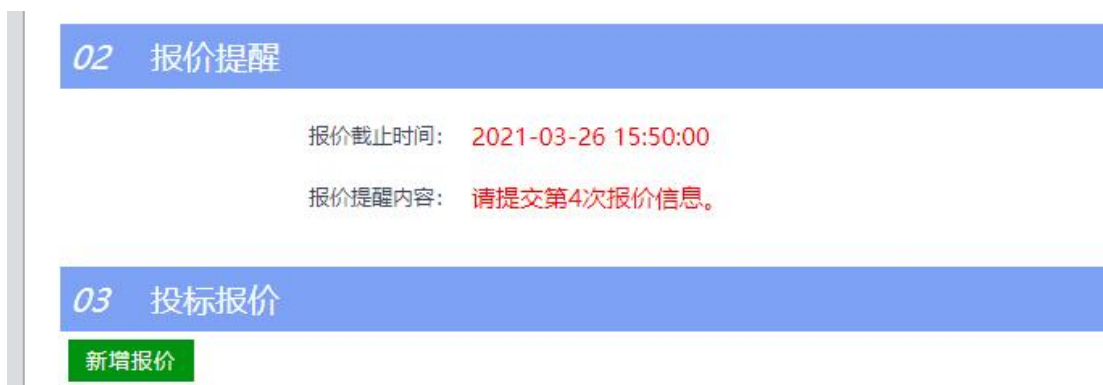 02 报价提醒
报价截止时间: 2021-03-26 15:50:00
报价提醒内容: 请提交第4次报价信息。
03 投标报价
新增报价